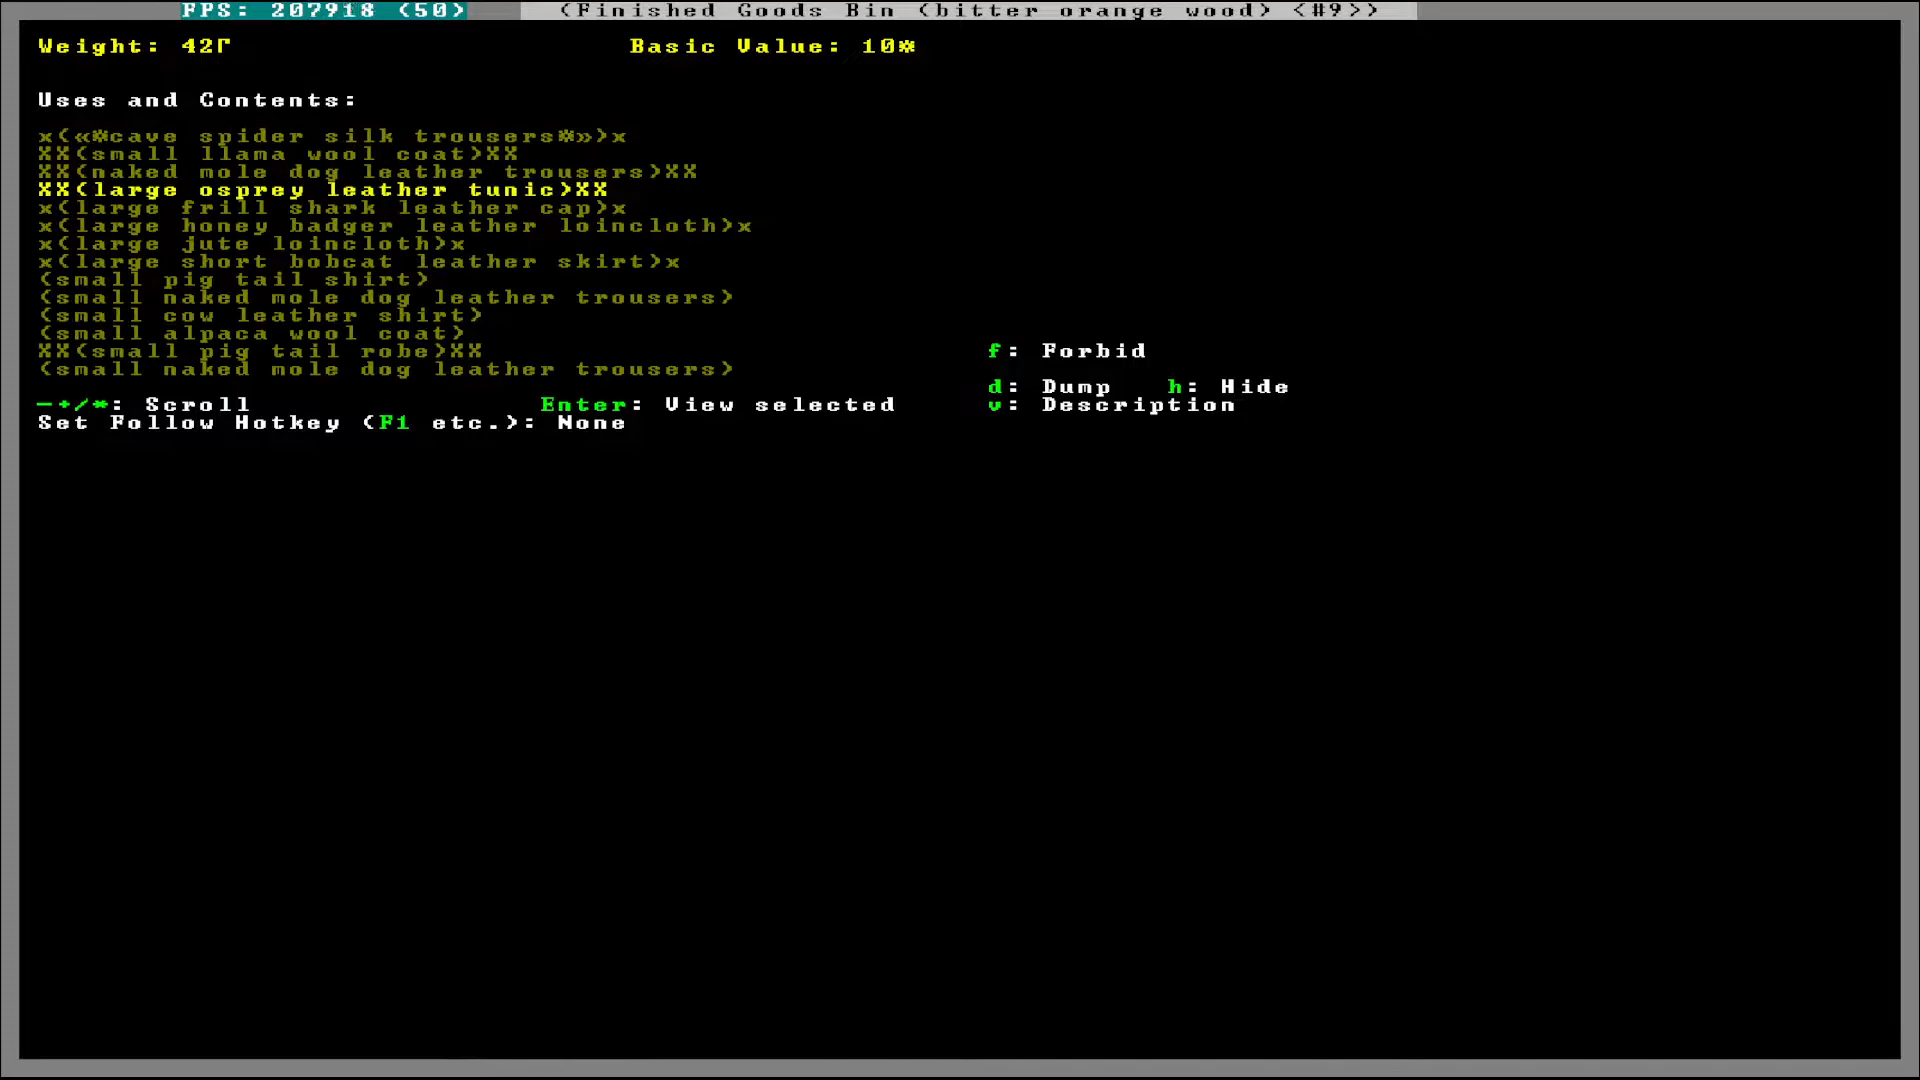 FPS: 207918 (50)
(Finished Goods Bin (bitter orange wood) <#9>)
Weight: 42Γ
Basic Value: 10☼
Uses and Contents:
x(«☼cave spider silk trousers☼»)x
XX(small llama wool coat)XX
XX(naked mole dog leather trousers)XX
XX(large osprey leather tunic)XX
x(large frill shark leather cap)x
x(large honey badger leather loincloth)x
x(large jute loincloth)x
x(large short bobcat leather skirt)x
(small pig tail shirt)
(small naked mole dog leather trousers)
(small cow leather shirt)
(small alpaca wool coat)
XX(small pig tail robe)XX
f: Forbid
(small naked mole dog leather trousers)
d: Dump h: Hide
-+/*: Scroll
Enter: View selected
v: Description
Set Follow Hotkey (F1 etc.): None